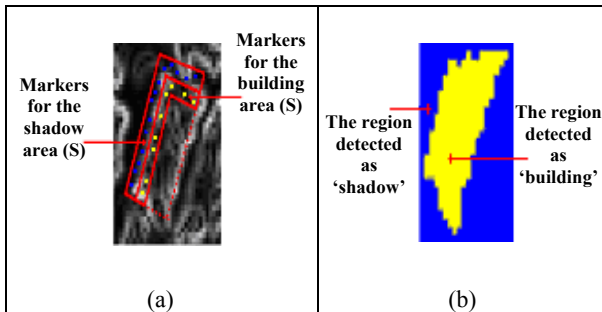 Markers
for the
shadow
area (S)
Markers
for the
building
area (S)
(a)
The region
detected
as
‘shadow’
The region
detected
as
‘building’
(b)